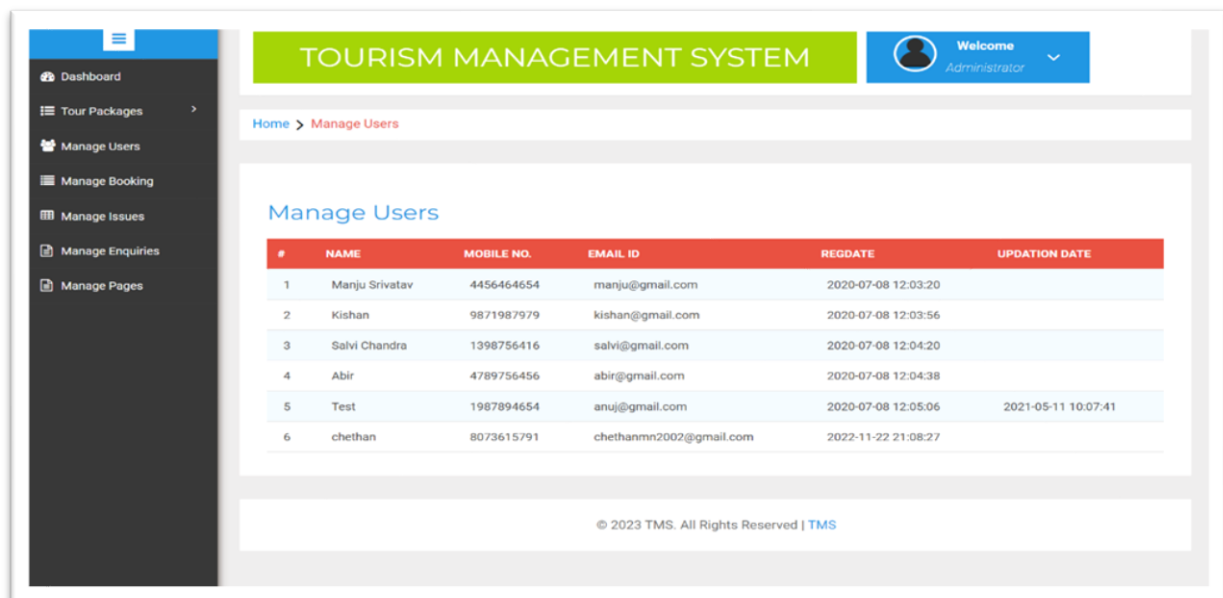 TOURISM MANAGEMENT SYSTEM
Welcome
Administrator
Dashboard
Tour Packages
Manage Users
Manage Booking
Manage Issues
Manage Enquiries
Manage Pages
Home > Manage Users
Manage Users
# NAME MOBILE NO. EMAIL ID REGDATE UPDATION DATE
1 Manju Srivatav 4456464654 manju@gmail.com 2020-07-08 12:03:20
2 Kishan 9871987979 kishan@gmail.com 2020-07-08 12:03:56
3 Salvi Chandra 1398756416 salvi@gmail.com 2020-07-08 12:04:20
4 Abir 4789756456 abir@gmail.com 2020-07-08 12:04:38
5 Test 1987894654 anuj@gmail.com 2020-07-08 12:05:06 2021-05-11 10:07:41
6 chethan 8073615791 chethanmn2002@gmail.com 2022-11-22 21:08:27
© 2023 TMS. All Rights Reserved | TMS